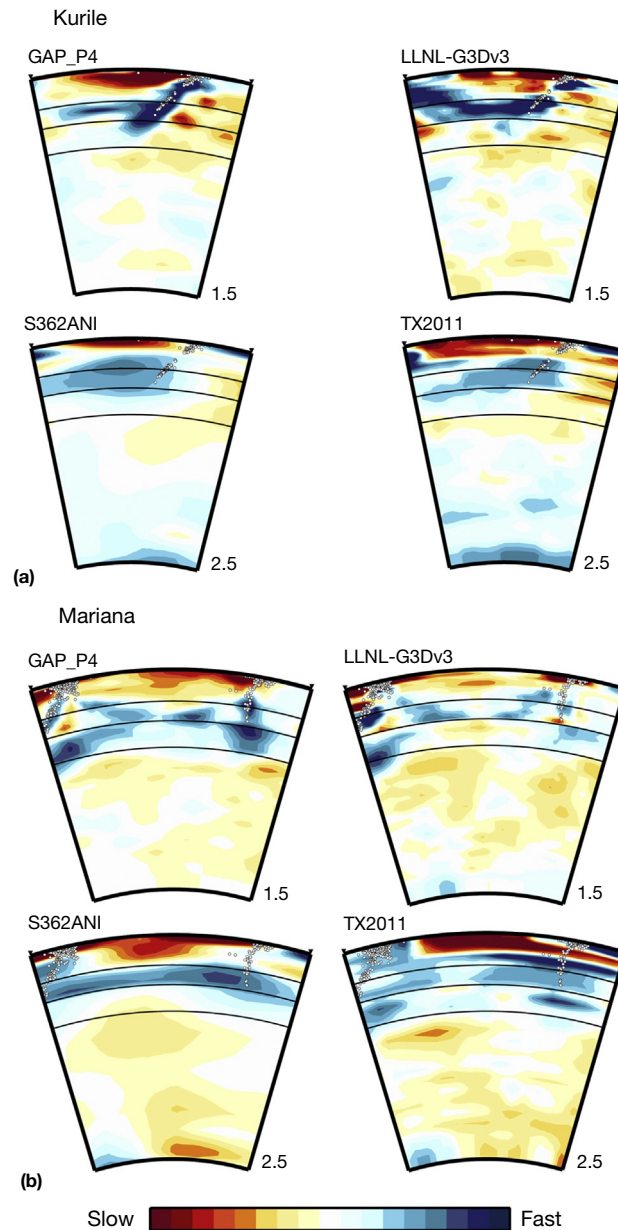 Kurile
GAP_P4
LLNL-G3Dv3
1.5
1.5
S362ANI
TX2011
2.5
2.5
(a)
Mariana
GAP_P4
LLNL-G3Dv3
1.5
1.5
S362ANI
TX2011
2.5
2.5
(b)
Slow
Fast